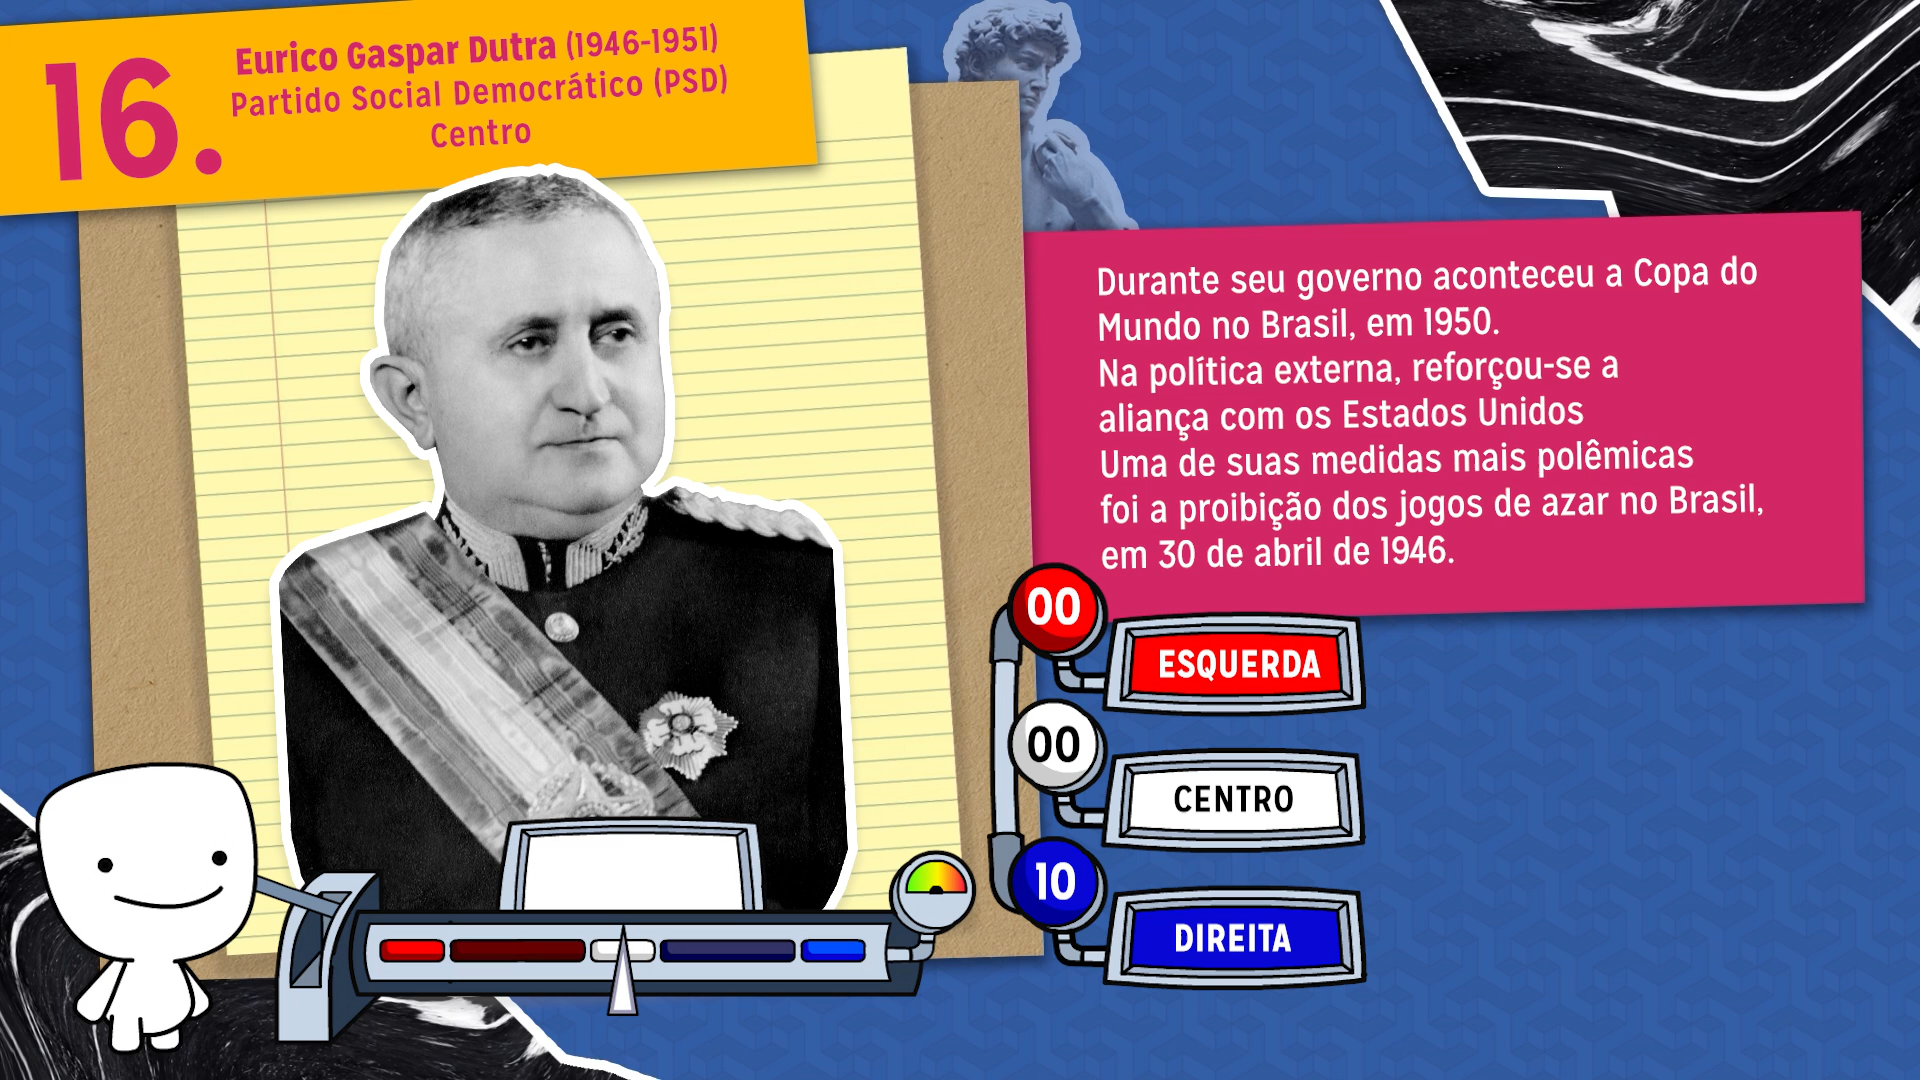 16.
Eurico Gaspar Dutra (1946-1951)
Partido Social Democrático (PSD)
Centro
Durante seu governo aconteceu a Copa do
Mundo no Brasil, em 1950.
Na política externa, reforçou-se a
aliança com os Estados Unidos
Uma de suas medidas mais polêmicas
foi a proibição dos jogos de azar no Brasil,
em 30 de abril de 1946.
00
ESQUERDA
00
CENTRO
10
DIREITA